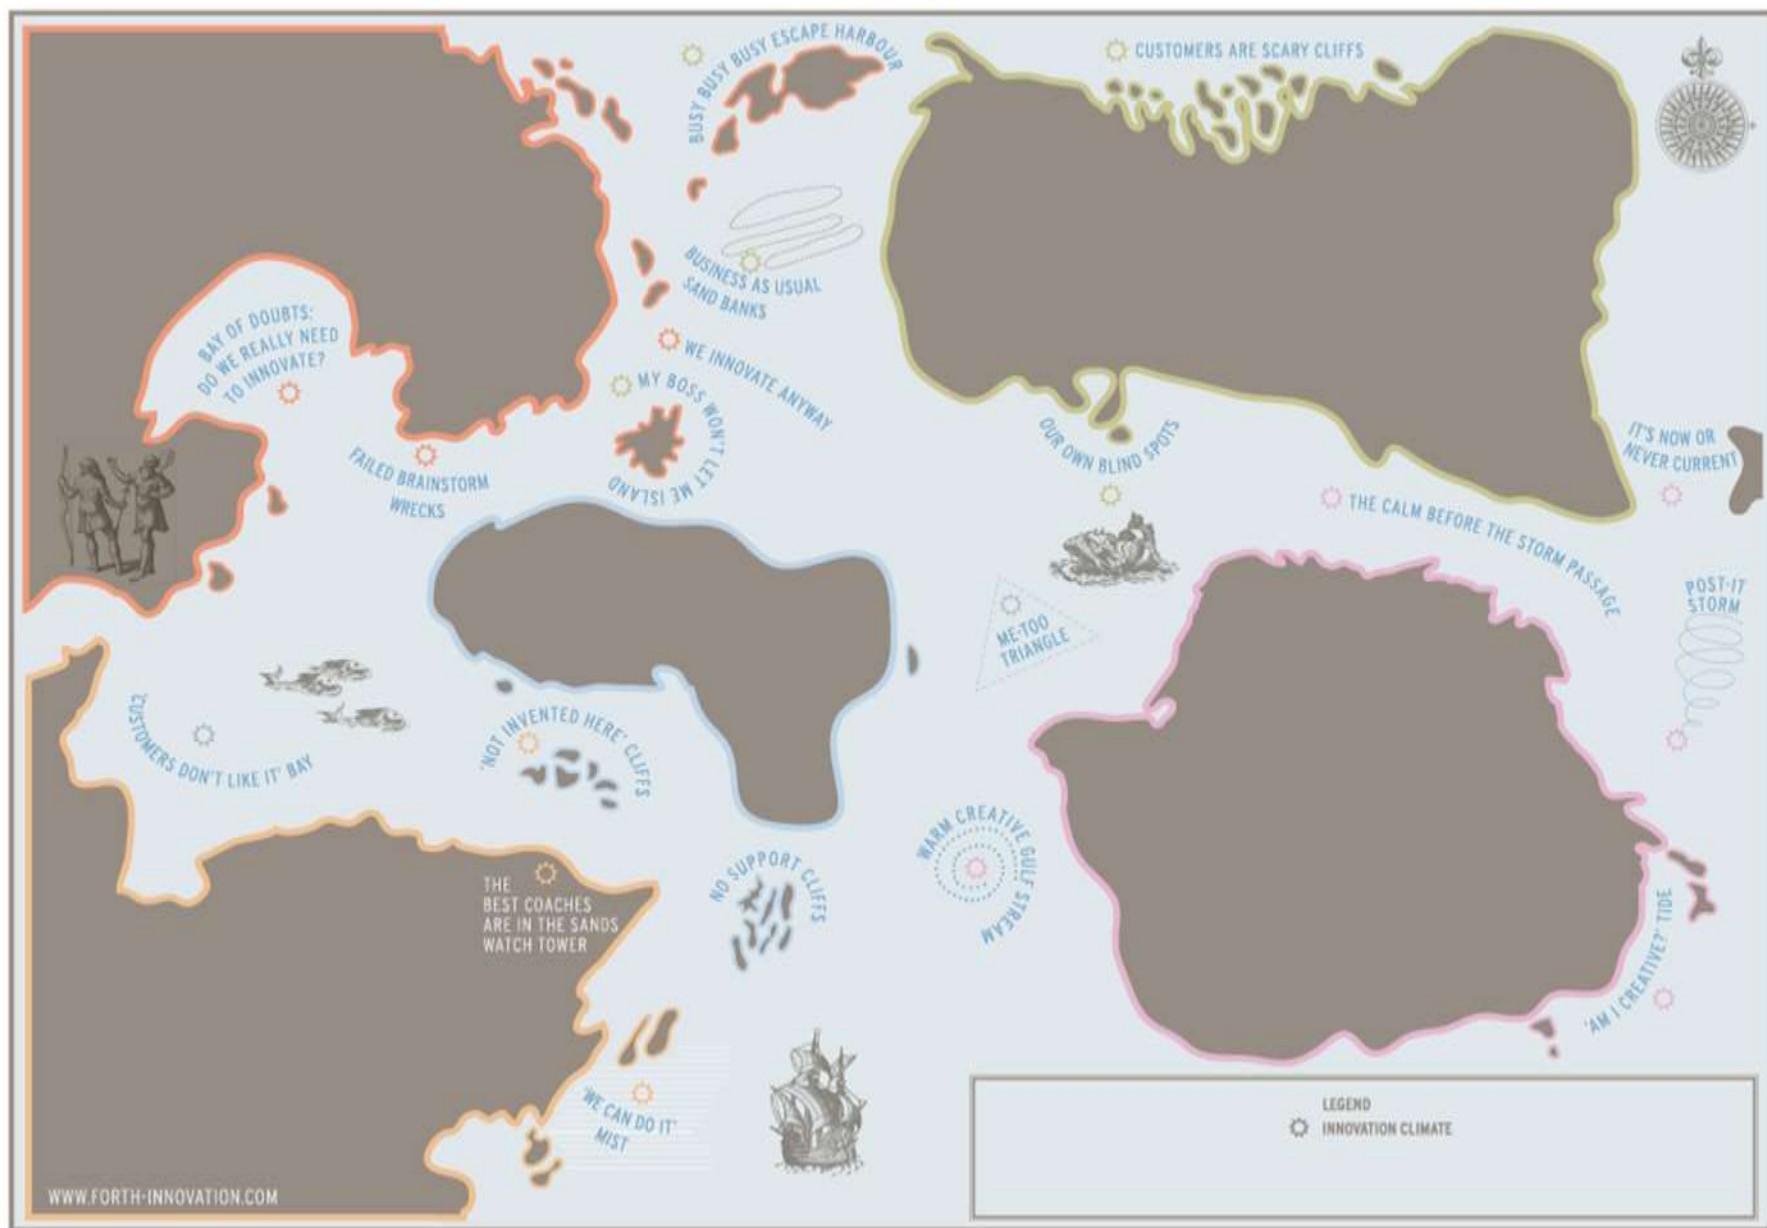 BUSY BUSY BUSY ESCAPE HARBOUR
CUSTOMERS ARE SCARY CLIFFS
BUSINESS AS USUAL
SAND BANKS
BAY OF DOUBTS:
DO WE REALLY NEED
TO INNOVATE?
WE INNOVATE ANYWAY
MY BOSS WON'T LET ME ISLAND
FAILED BRAINSTORM
WRECKS
OUR OWN BLIND SPOTS
IT'S NOW OR
NEVER CURRENT
THE CALM BEFORE THE STORM PASSAGE
POST-IT
STORM
ME-TOO
TRIANGLE
'CUSTOMERS DON'T LIKE IT' BAY
'NOT INVENTED HERE' CLIFFS
THE
BEST COACHES
ARE IN THE SANDS
WATCH TOWER
NO SUPPORT CLIFFS
WARM CREATIVE GULF STREAM
'AM I CREATIVE?' TIDE
'WE CAN DO IT'
MIST
LEGEND
INNOVATION CLIMATE
WWW.FORTH-INNOVATION.COM